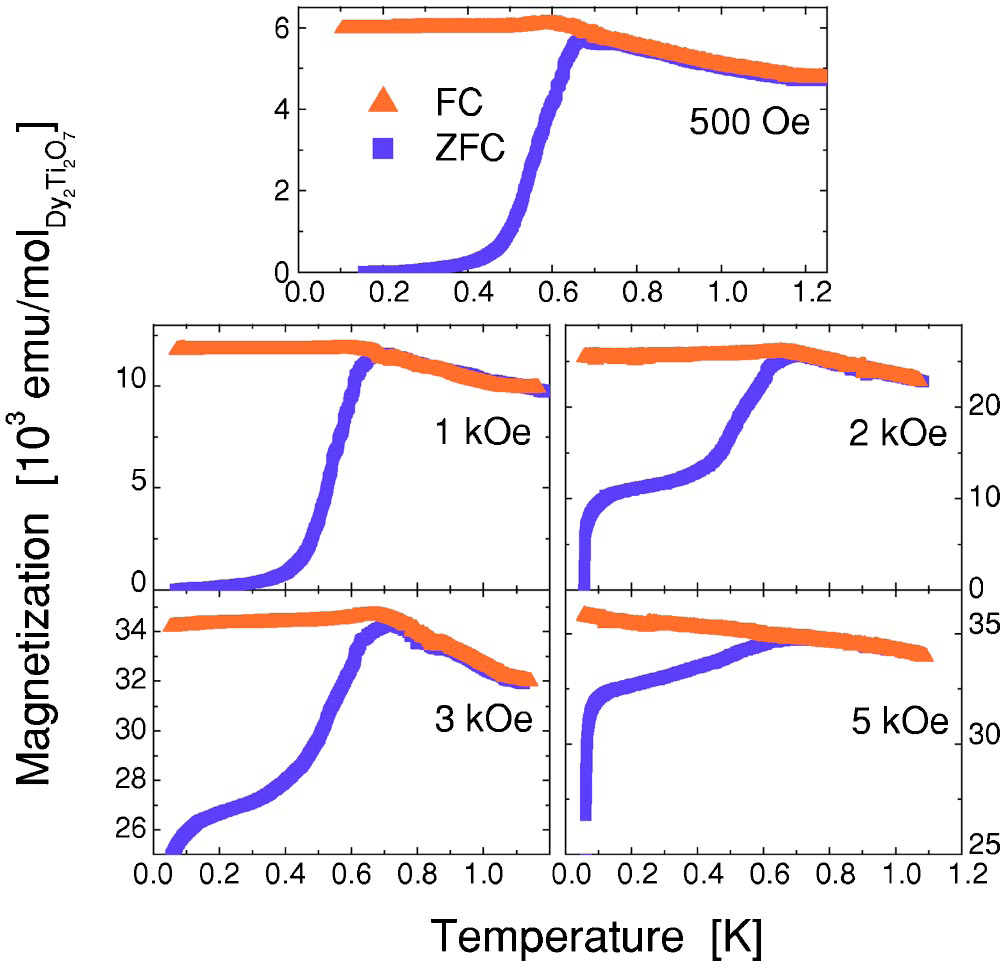 Magnetization [10³ emu/mol Dy₂Ti₂O₇]
6
4
2
0
FC
ZFC
500 Oe
0.0 0.2 0.4 0.6 0.8 1.0 1.2
10
5
0
1 kOe
20
10
0
2 kOe
34
32
30
28
26
3 kOe
35
30
25
5 kOe
0.0 0.2 0.4 0.6 0.8 1.0
0.0 0.2 0.4 0.6 0.8 1.0 1.2
Temperature [K]